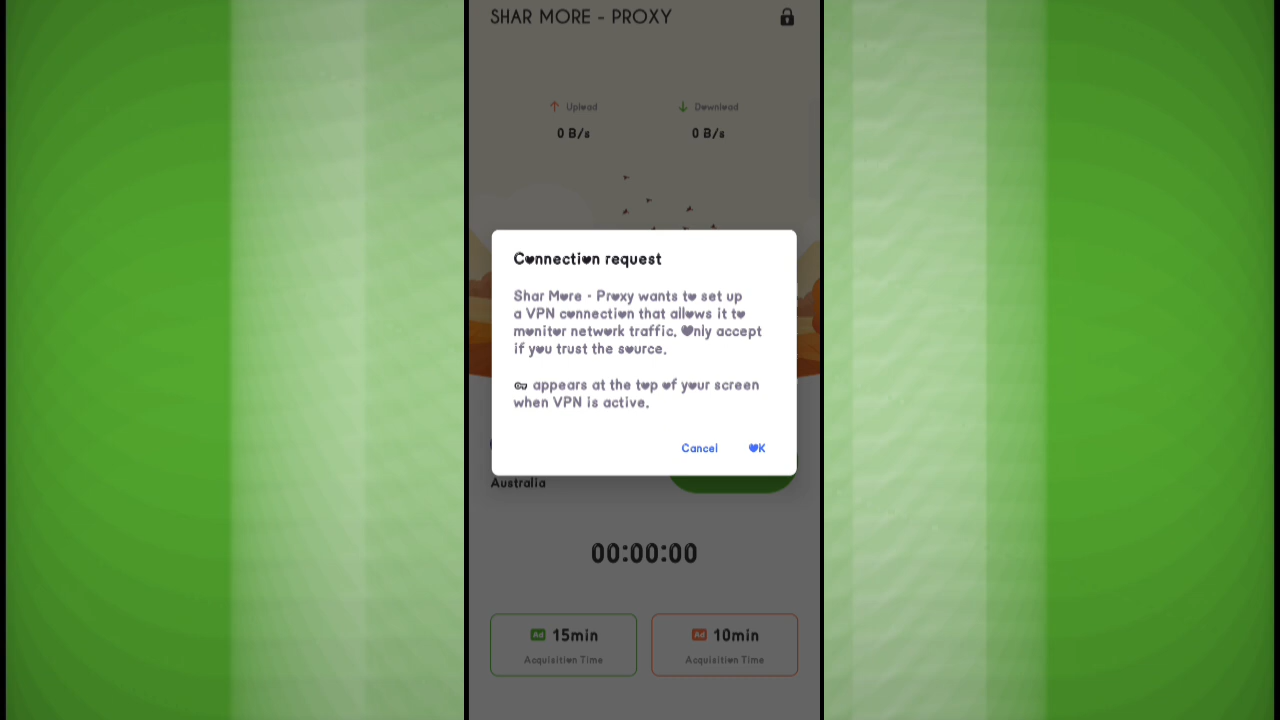 SHAR MORE - PROXY
Upload
Download
0 B/s
0 B/s
Connection request
Shar More - Proxy wants to set up
a VPN connection that allows it to
monitor network traffic. Only accept
if you trust the source.
appears at the top of your screen
when VPN is active.
Cancel
OK
Australia
00:00:00
Ad 15min
Acquisition Time
Ad 10min
Acquisition Time